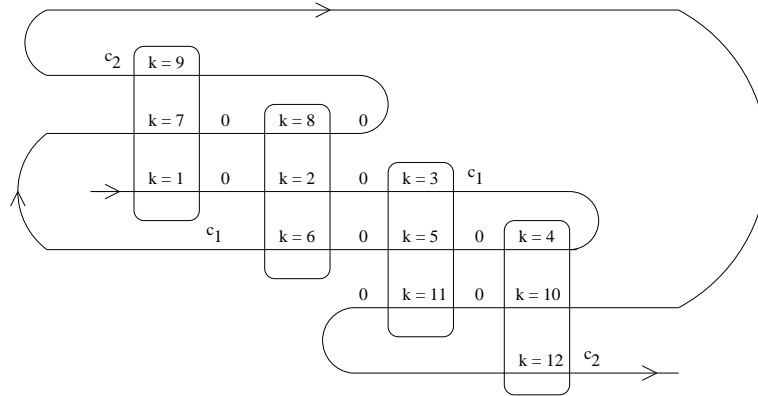 c2 k = 9
k = 7 0 k = 8 0
k = 1 0 k = 2 0 k = 3 c1
c1 k = 6 0 k = 5 0 k = 4
0 k = 11 0 k = 10
k = 12 c2